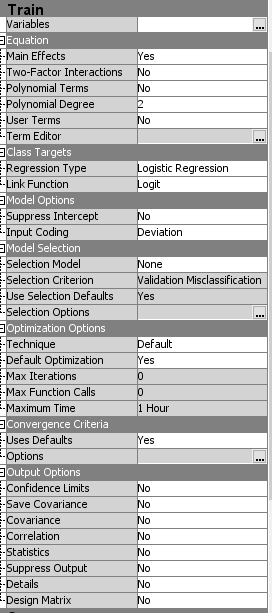 Train
Variables ...
Equation
Main Effects Yes
Two-Factor Interactions No
Polynomial Terms No
Polynomial Degree 2
User Terms No
Term Editor ...
Class Targets
Regression Type Logistic Regression
Link Function Logit
Model Options
Suppress Intercept No
Input Coding Deviation
Model Selection
Selection Model None
Selection Criterion Validation Misclassification
Use Selection Defaults Yes
Selection Options ...
Optimization Options
Technique Default
Default Optimization Yes
Max Iterations 0
Max Function Calls 0
Maximum Time 1 Hour
Convergence Criteria
Uses Defaults Yes
Options ...
Output Options
Confidence Limits No
Save Covariance No
Covariance No
Correlation No
Statistics No
Suppress Output No
Details No
Design Matrix No